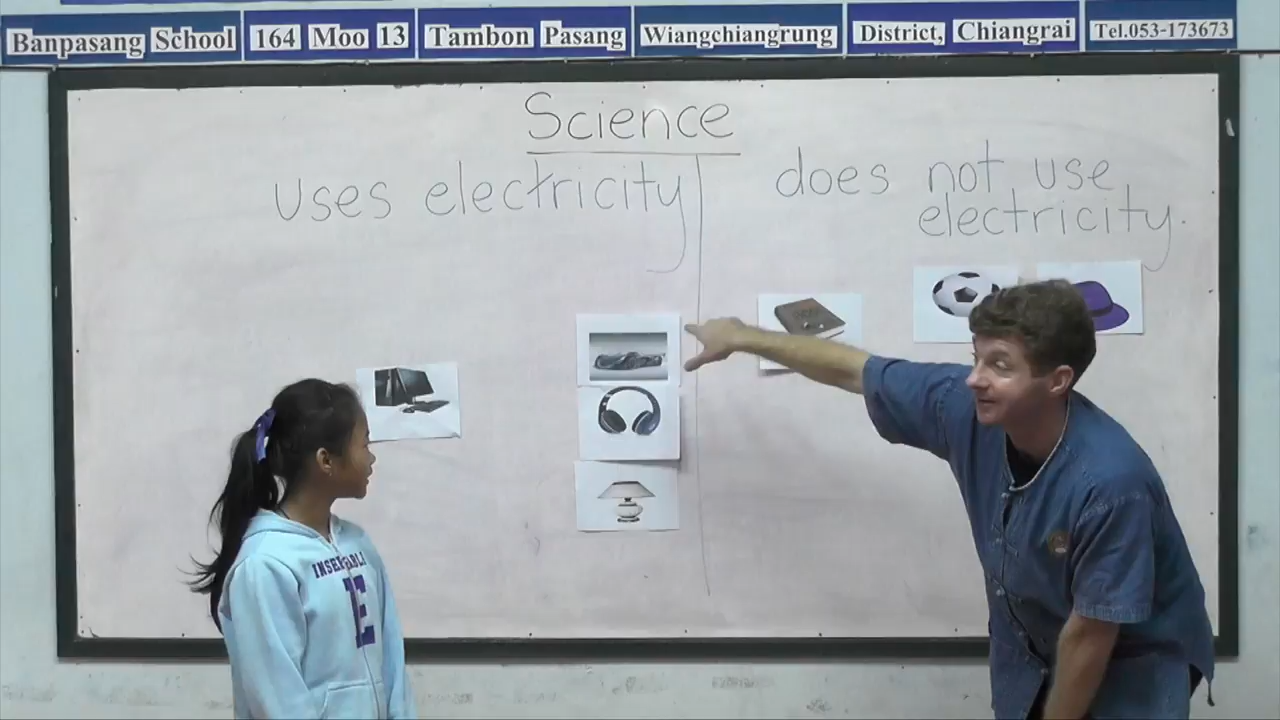 Banpasang School 164 Moo 13 Tambon Pasang Wiangchiangrung District, Chiangrai Tel.053-173673
Science
uses electricity
does not use
electricity.
E